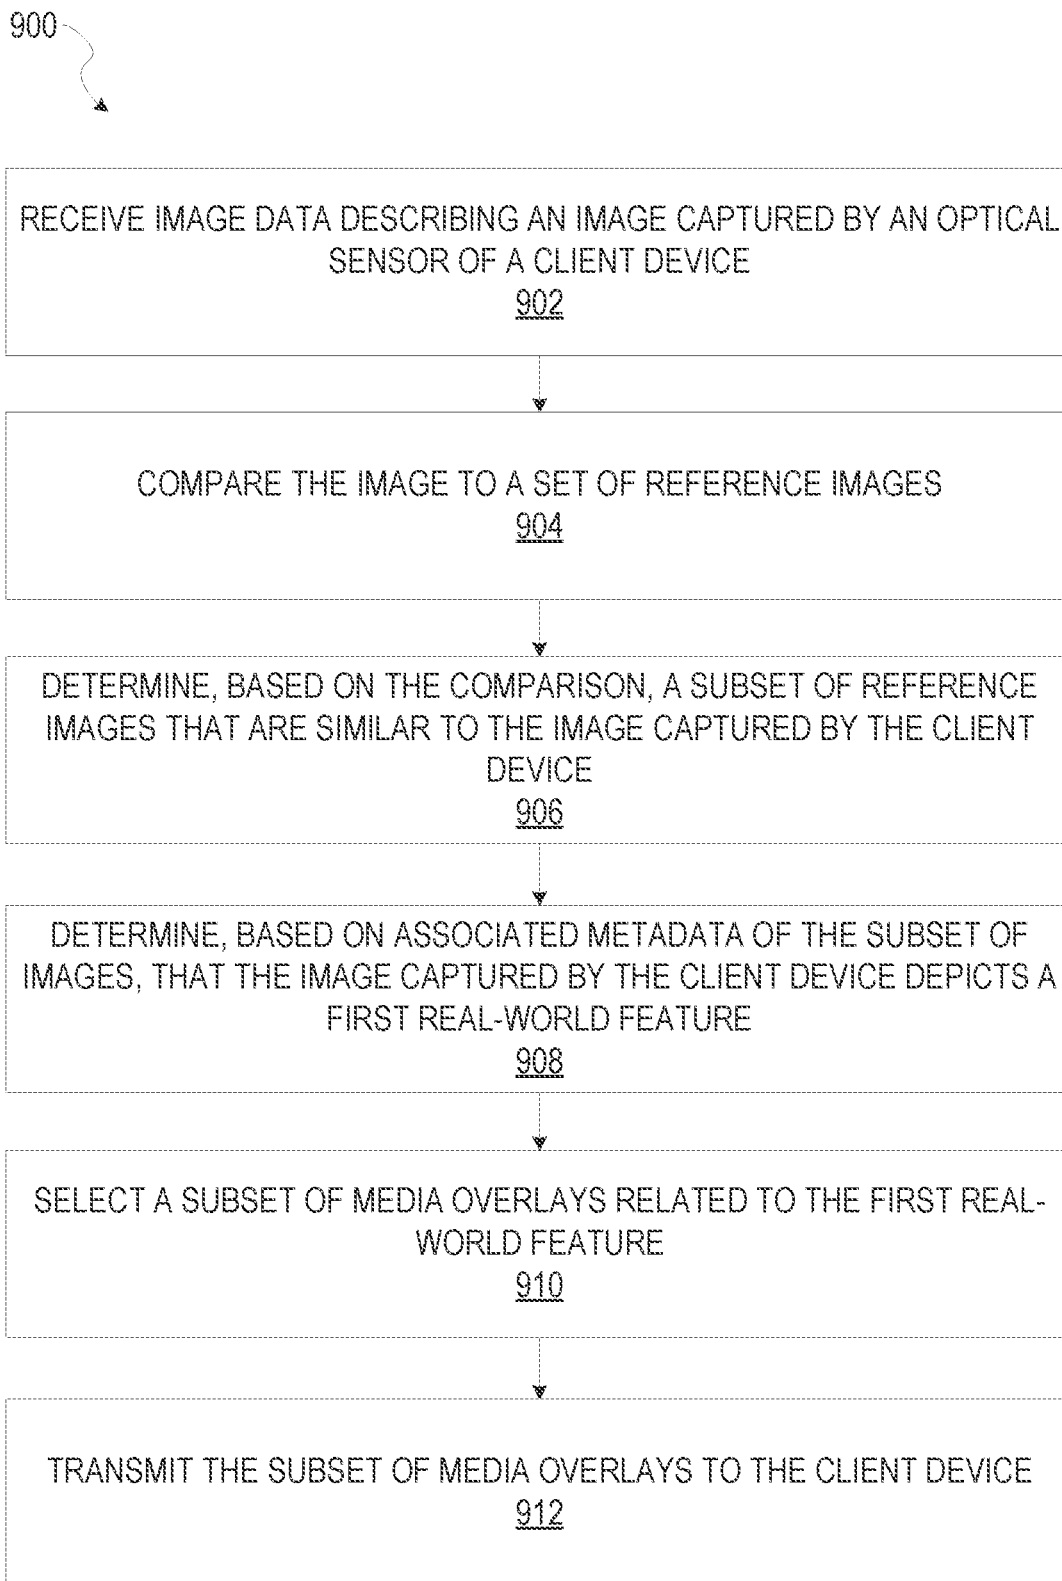 900
RECEIVE IMAGE DATA DESCRIBING AN IMAGE CAPTURED BY AN OPTICAL
SENSOR OF A CLIENT DEVICE
902
COMPARE THE IMAGE TO A SET OF REFERENCE IMAGES
904
DETERMINE, BASED ON THE COMPARISON, A SUBSET OF REFERENCE
IMAGES THAT ARE SIMILAR TO THE IMAGE CAPTURED BY THE CLIENT
DEVICE
906
DETERMINE, BASED ON ASSOCIATED METADATA OF THE SUBSET OF
IMAGES, THAT THE IMAGE CAPTURED BY THE CLIENT DEVICE DEPICTS A
FIRST REAL-WORLD FEATURE
908
SELECT A SUBSET OF MEDIA OVERLAYS RELATED TO THE FIRST REAL-
WORLD FEATURE
910
TRANSMIT THE SUBSET OF MEDIA OVERLAYS TO THE CLIENT DEVICE
912